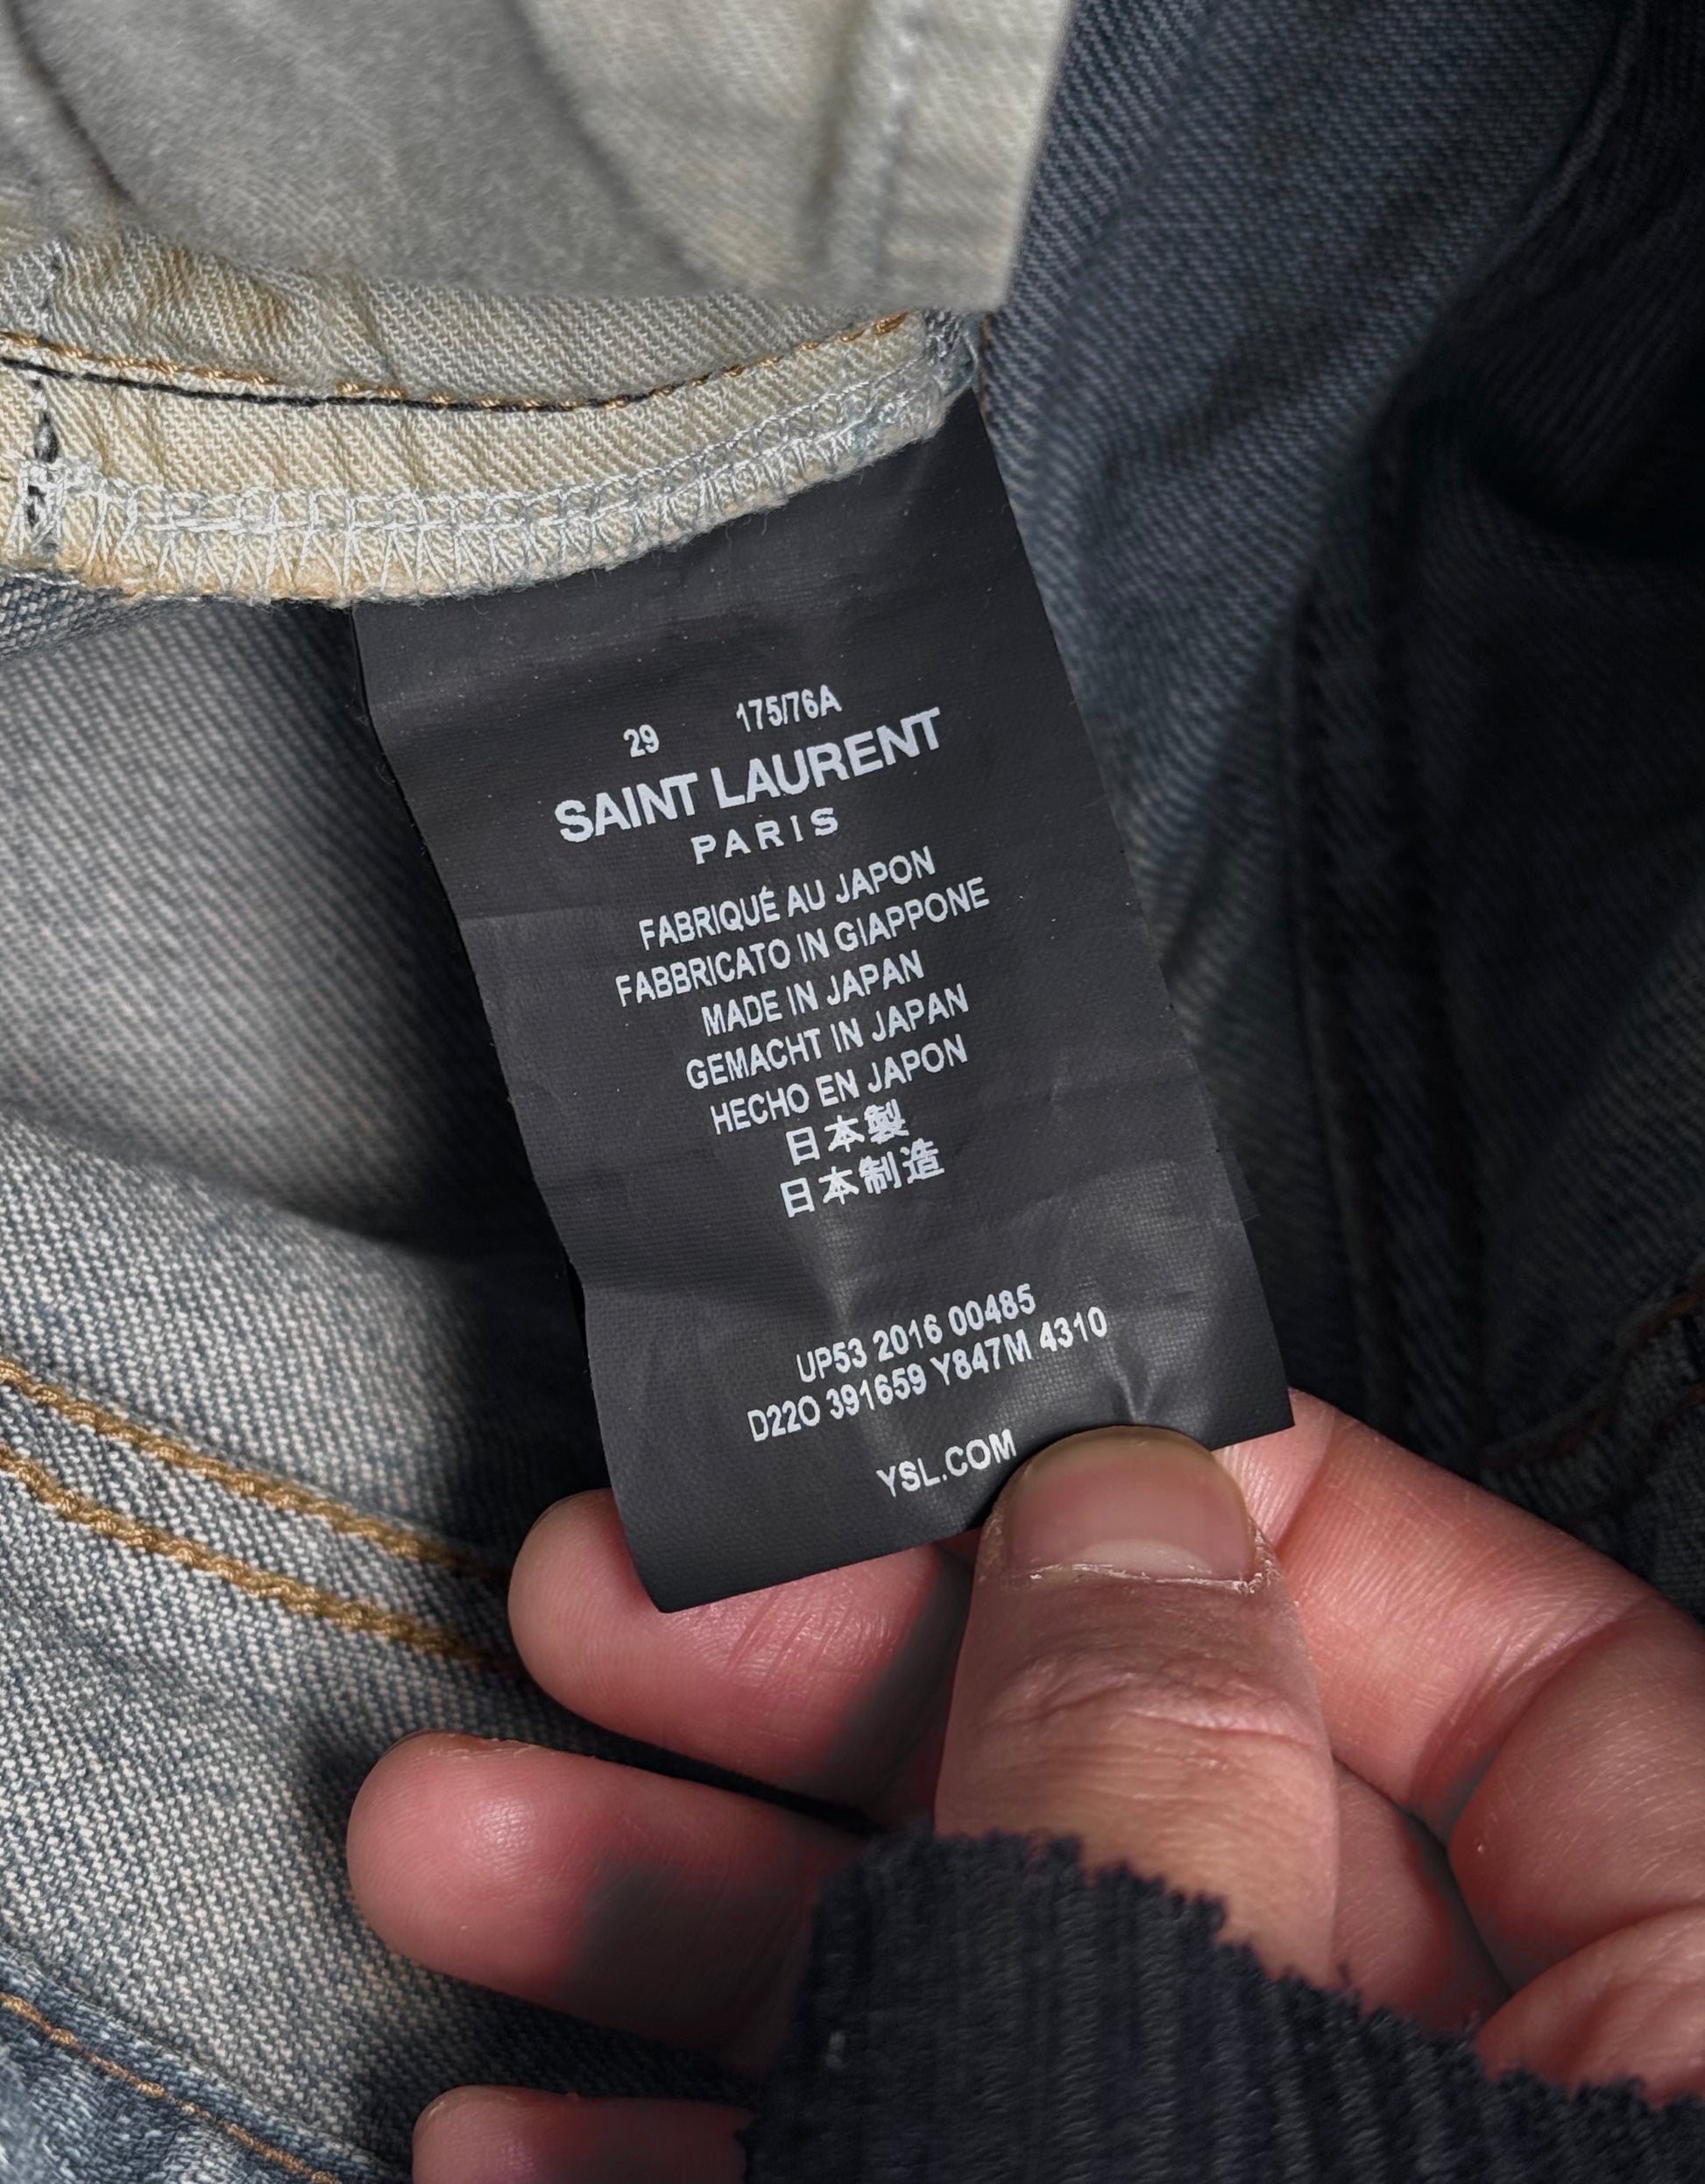 29 175/76A
SAINT LAURENT
PARIS
FABRIQUÉ AU JAPON
FABBRICATO IN GIAPPONE
MADE IN JAPAN
GEMACHT IN JAPAN
HECHO EN JAPON
日本製
日本制造
UP53 2016 00485
D22O 391659 Y847M 4310
YSL.COM